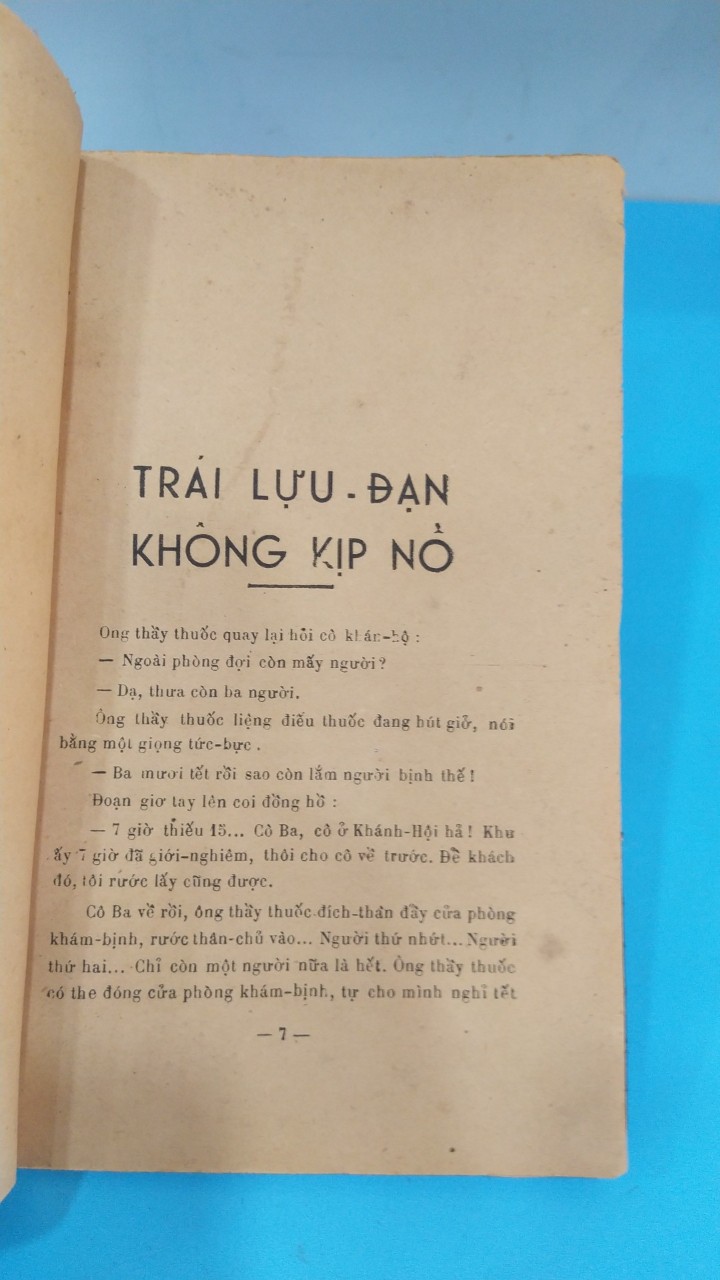 TRÁI LỰU-ĐẠN
KHÔNG KỊP NỔ
Ông thầy thuốc quay lại hỏi cô khán-hộ :
— Ngoài phòng đợi còn mấy người?
— Dạ, thưa còn ba người.
Ông thầy thuốc liệng điếu thuốc đang hút giở, nói
bằng một giọng tức-bực .
— Ba mươi tết rồi sao còn lắm người bịnh thế!
Đoạn giơ tay lên coi đồng hồ :
— 7 giờ thiếu 15... Cô Ba, cô ở Khánh-Hội hả! Khu
ấy 7 giờ đã giới-nghiêm, thôi cho cô về trước. Để khách
đó, tôi rước lấy cũng được.
Cô Ba về rồi, ông thầy thuốc đích-thân đẩy cửa phòng
khám-bịnh, rước thân-chủ vào... Người thứ nhứt... Người
thứ hai... Chỉ còn một người nữa là hết. Ông thầy thuốc
có the đóng cửa phòng khám-bịnh, tự cho mình nghỉ tết
— 7 —